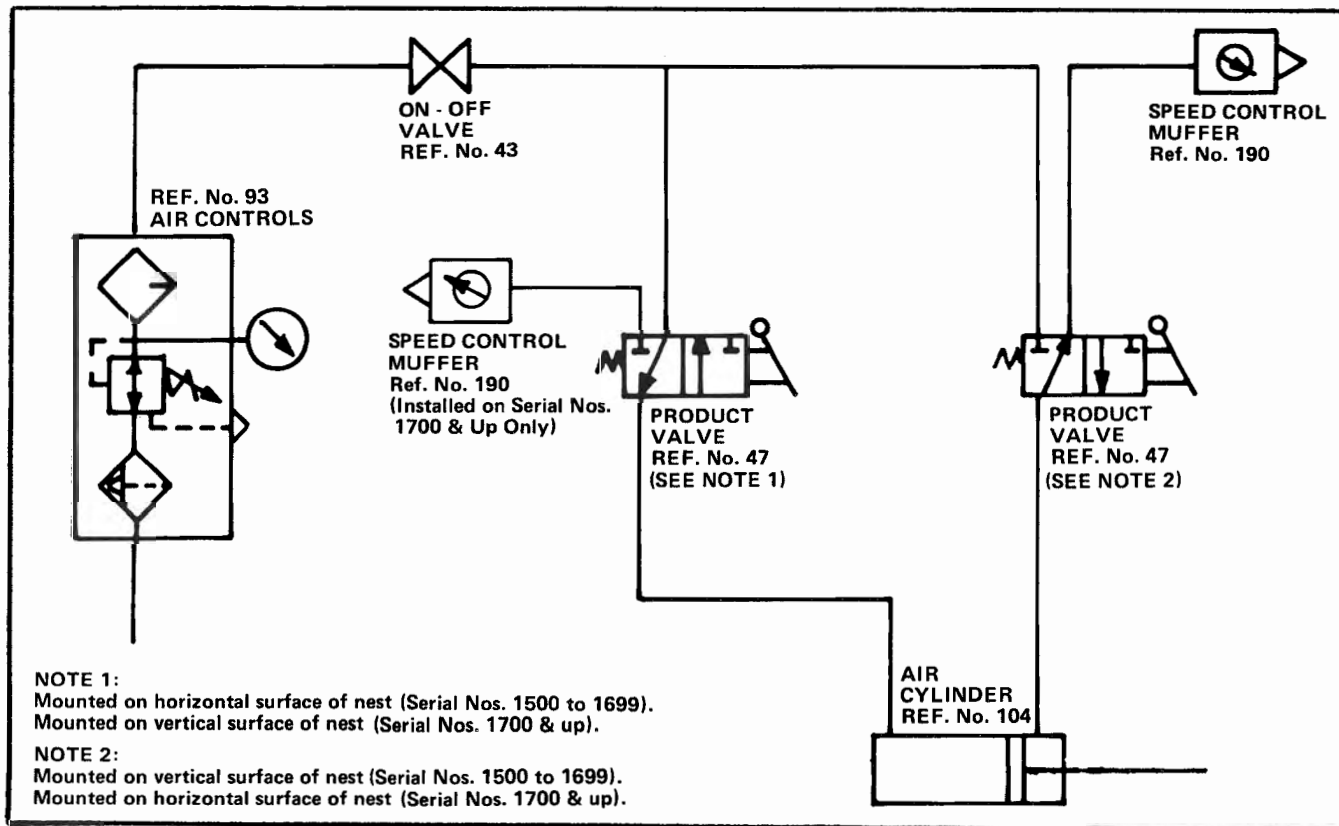 ON - OFF
VALVE
REF. No. 43
SPEED CONTROL
MUFFER
Ref. No. 190
REF. No. 93
AIR CONTROLS
SPEED CONTROL
MUFFER
Ref. No. 190
(Installed on Serial Nos.
1700 & Up Only)
PRODUCT
VALVE
REF. No. 47
(SEE NOTE 1)
PRODUCT
VALVE
REF. No. 47
(SEE NOTE 2)
AIR
CYLINDER
REF. No. 104
NOTE 1:
Mounted on horizontal surface of nest (Serial Nos. 1500 to 1699).
Mounted on vertical surface of nest (Serial Nos. 1700 & up).
NOTE 2:
Mounted on vertical surface of nest (Serial Nos. 1500 to 1699).
Mounted on horizontal surface of nest (Serial Nos. 1700 & up).